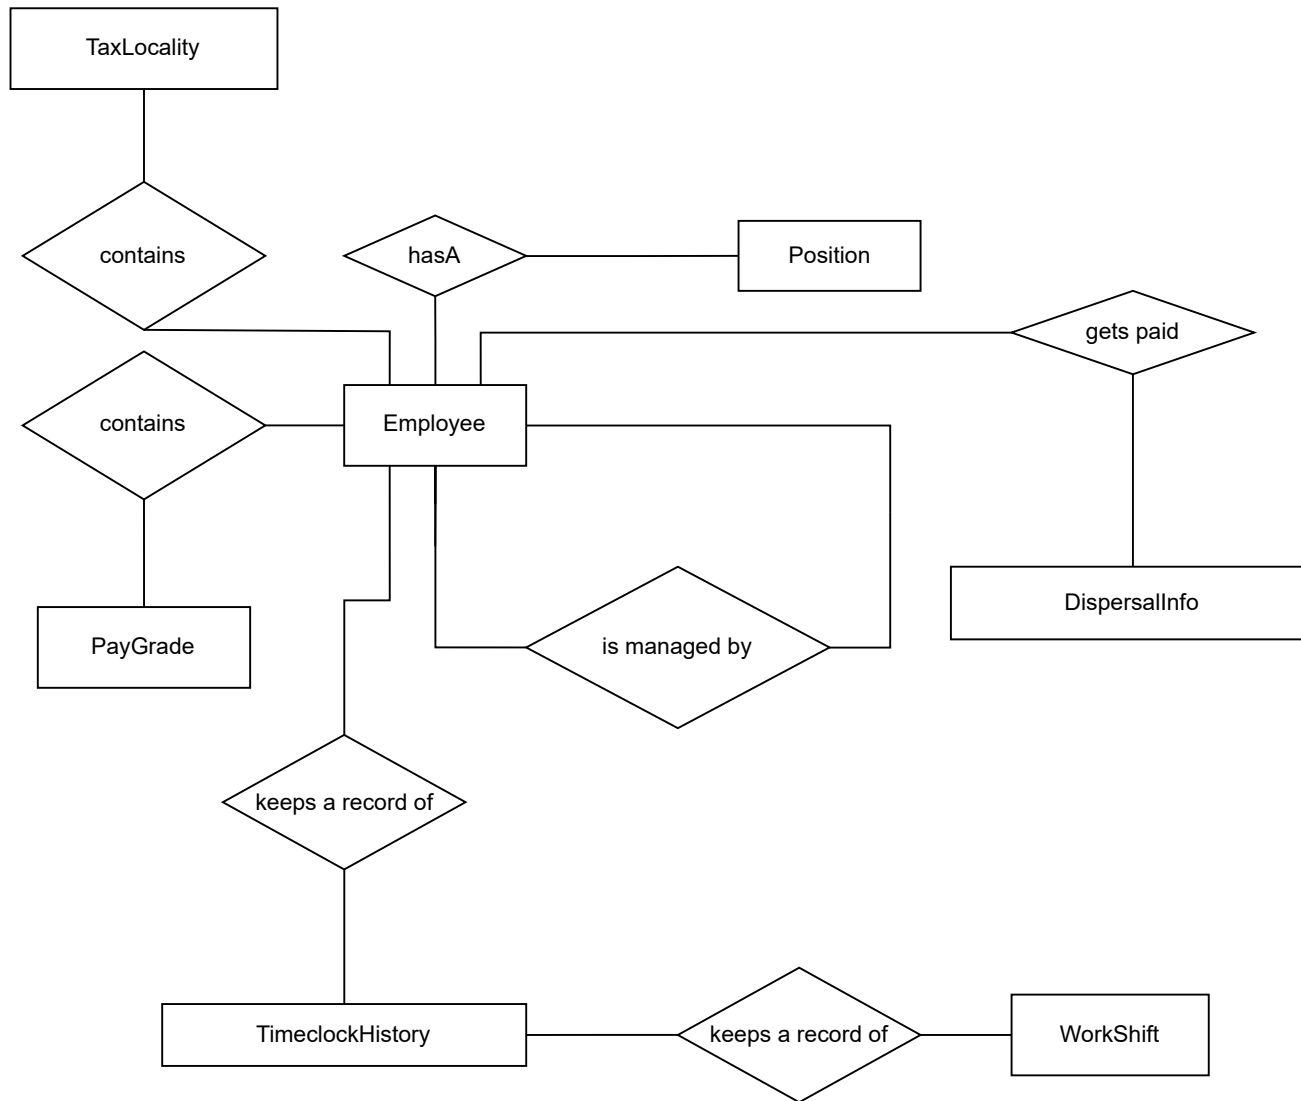 TaxLocality
contains
hasA
Position
gets paid
contains
Employee
DispersalInfo
PayGrade
is managed by
keeps a record of
TimeclockHistory
keeps a record of
WorkShift